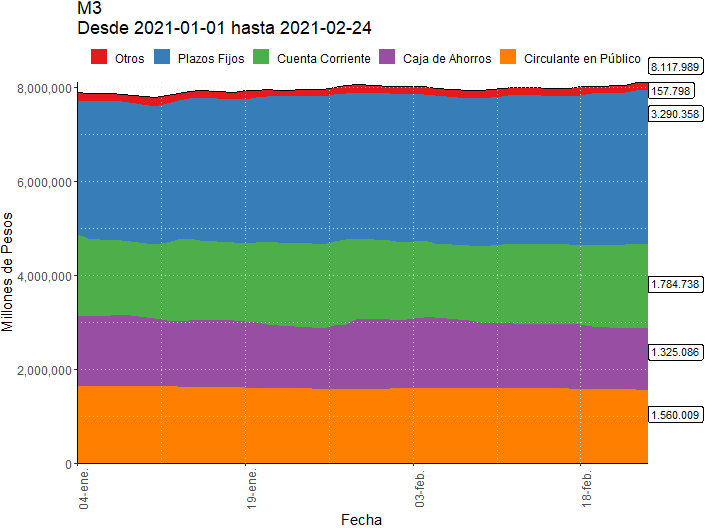 M3
Desde 2021-01-01 hasta 2021-02-24
Otros Plazos Fijos Cuenta Corriente Caja de Ahorros Circulante en Público
8.117.989
8,000,000
157.798
3.290.358
6,000,000
Millones de Pesos
4,000,000
1.784.738
1.325.086
2,000,000
1.560.009
0
04-ene.
19-ene.
03-feb.
18-feb.
Fecha